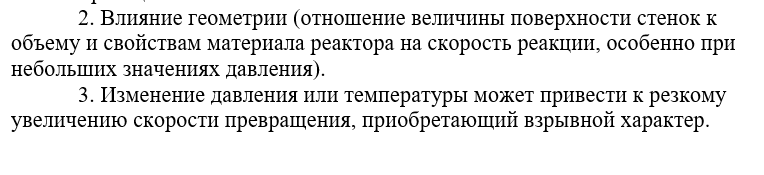 2. Влияние геометрии (отношение величины поверхности стенок к
объему и свойствам материала реактора на скорость реакции, особенно при
небольших значениях давления).
3. Изменение давления или температуры может привести к резкому
увеличению скорости превращения, приобретающий взрывной характер.